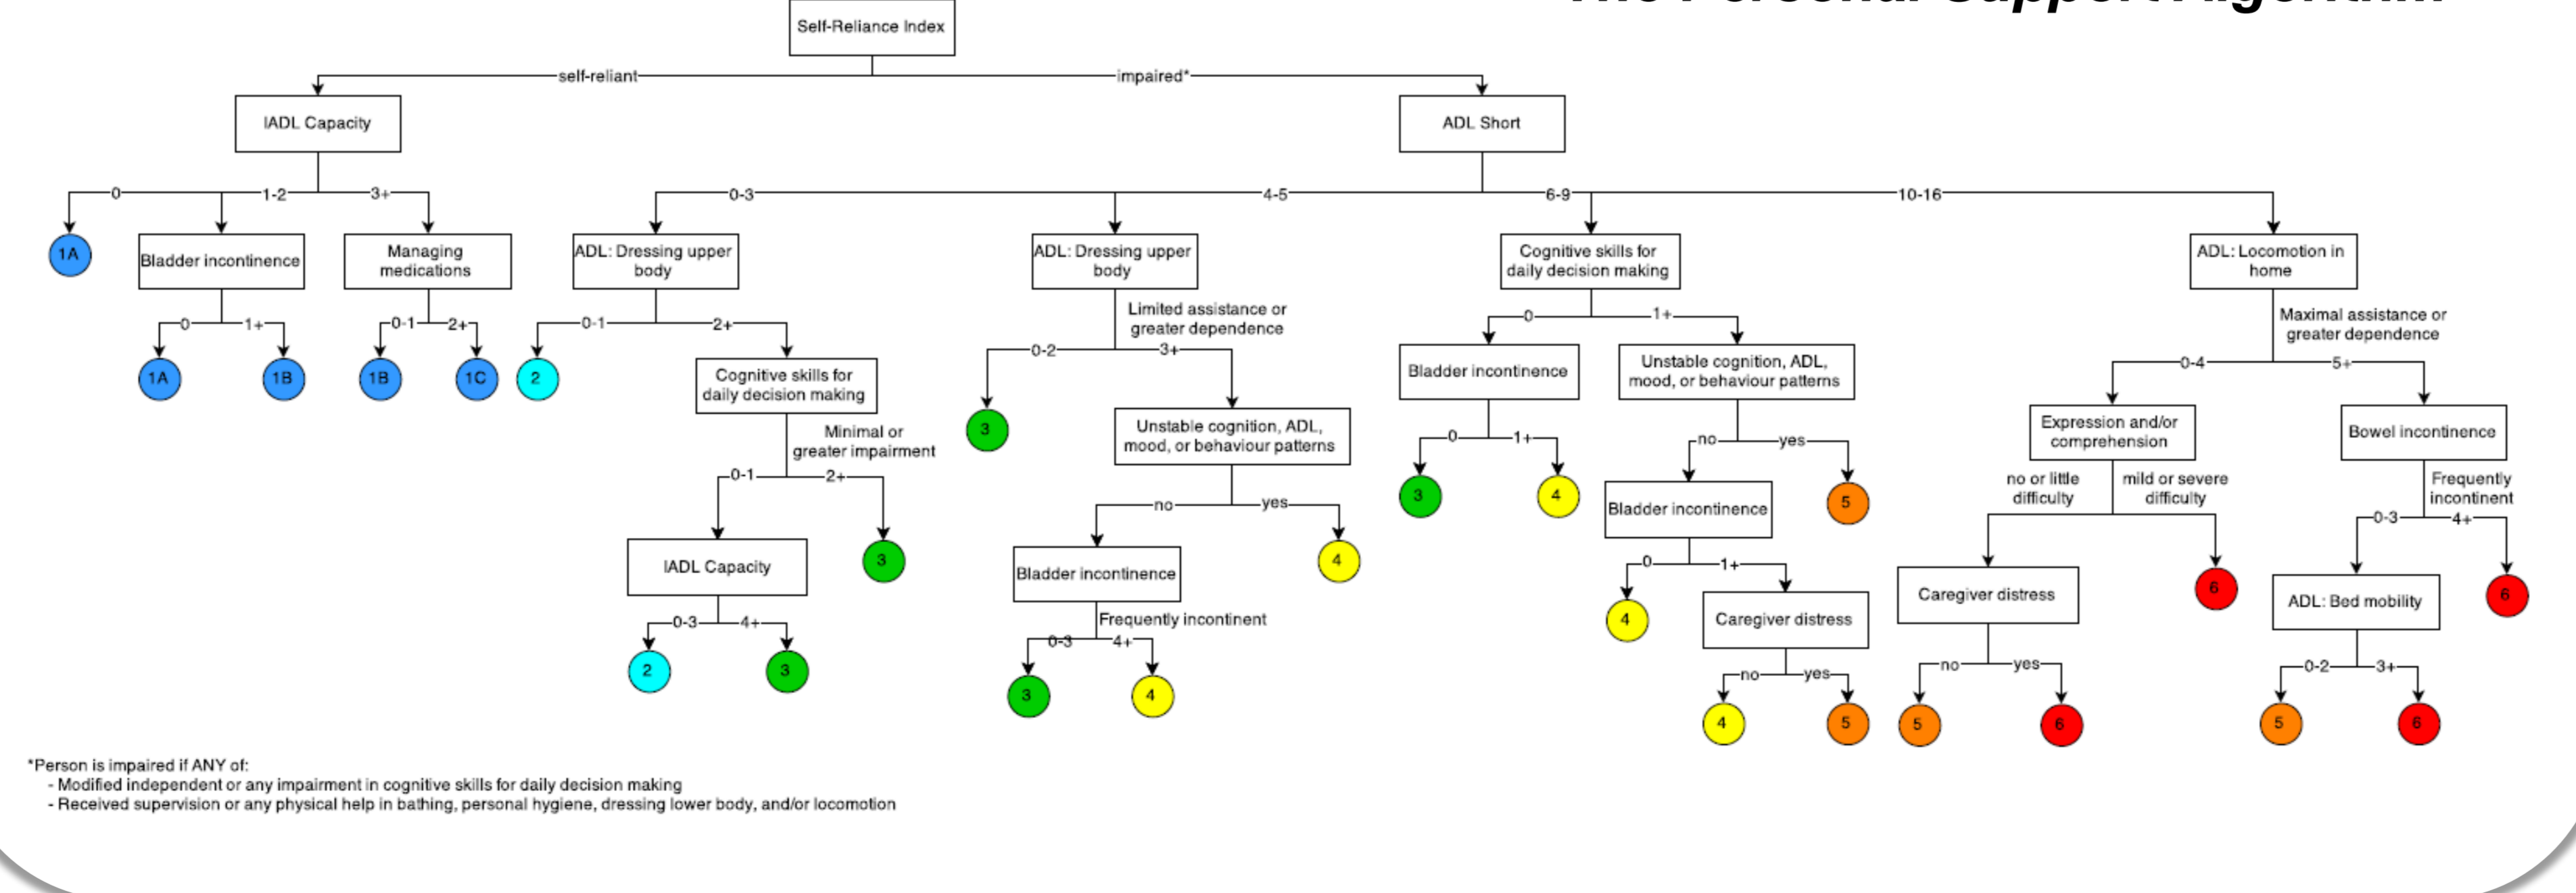 The Personal Support Algorithm
Self-Reliance Index
self-reliant
impaired*
IADL Capacity
ADL Short
0
1-2
3+
0-3
4-5
6-9
10-16
1A
Bladder incontinence
Managing
medications
ADL: Dressing upper
body
ADL: Dressing upper
body
Cognitive skills for
daily decision making
ADL: Locomotion in
home
0
1+
0-1
2+
1A
1B
1B
1C
0-1
2+
2
Cognitive skills for
daily decision making
Minimal or
greater impairment
0-1
2+
IADL Capacity
3
0-3
4+
2
3
Limited assistance or
greater dependence
0-2
3+
3
Unstable cognition, ADL,
mood, or behaviour patterns
no
yes
Bladder incontinence
4
Frequently incontinent
0-3
4+
3
4
0
1+
Bladder incontinence
Unstable cognition, ADL,
mood, or behaviour patterns
0
1+
3
4
no
yes
Bladder incontinence
5
0
1+
4
Caregiver distress
no
yes
4
5
Maximal assistance or
greater dependence
0-4
5+
Expression and/or
comprehension
Bowel incontinence
no or little
difficulty
mild or severe
difficulty
Caregiver distress
6
no
yes
5
6
Frequently
incontinent
0-3
4+
ADL: Bed mobility
6
0-2
3+
5
6
*Person is impaired if ANY of:
- Modified independent or any impairment in cognitive skills for daily decision making
- Received supervision or any physical help in bathing, personal hygiene, dressing lower body, and/or locomotion